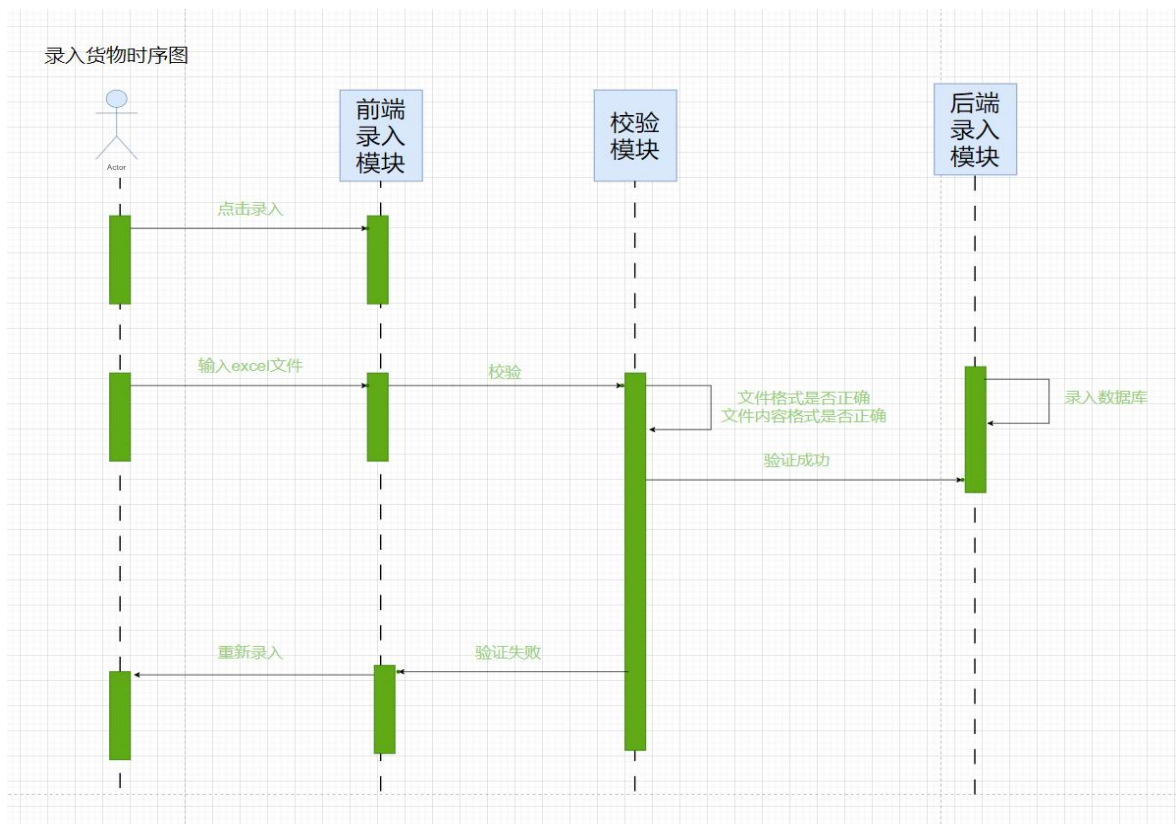 录入货物时序图
Actor
前端
录入
模块
校验
模块
后端
录入
模块
点击录入
输入excel文件
校验
文件格式是否正确
文件内容格式是否正确
录入数据库
验证成功
重新录入
验证失败